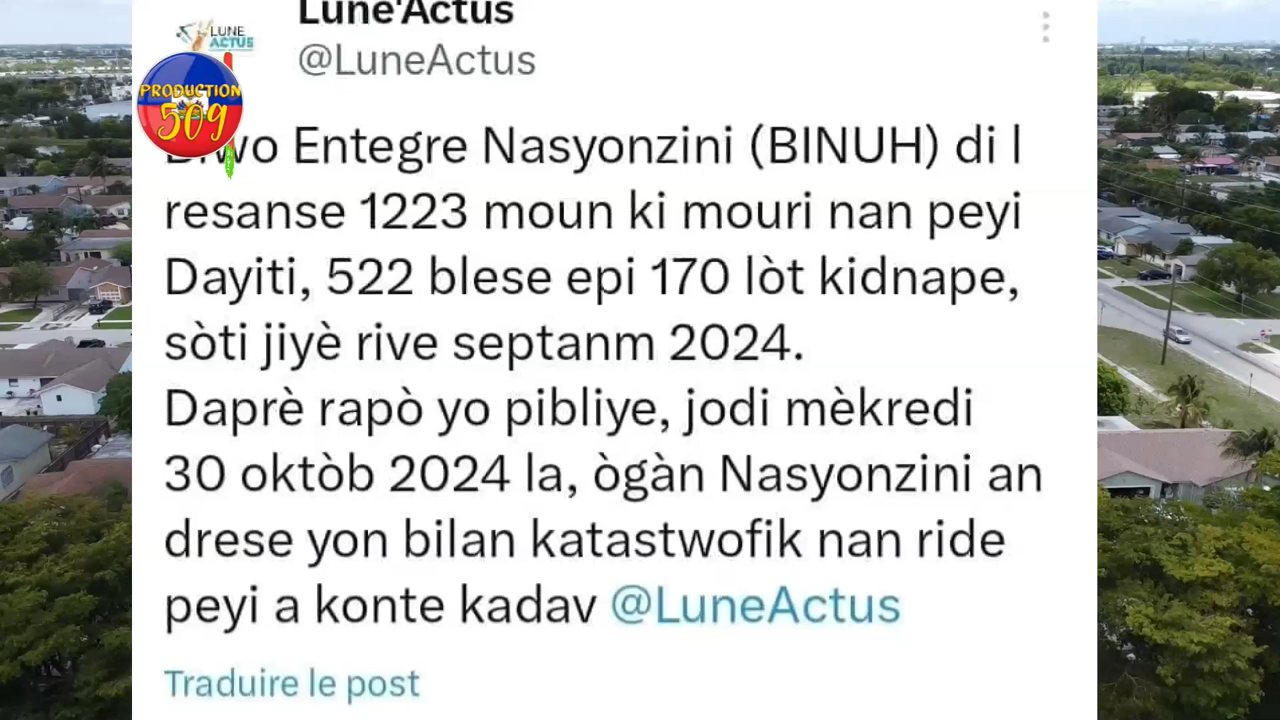 Lune'Actus
LUNE
ACTUS
@LuneActus
PRODUCTION
509
Entegre Nasyonzini (BINUH) di l
resanse 1223 moun ki mouri nan peyi
Dayiti, 522 blese epi 170 lòt kidnape,
sòti jiyè rive septanm 2024.
Daprè rapò yo pibliye, jodi mèkredi
30 oktòb 2024 la, ògàn Nasyonzini an
drese yon bilan katastwofik nan ride
peyi a konte kadav @LuneActus
Traduire le post